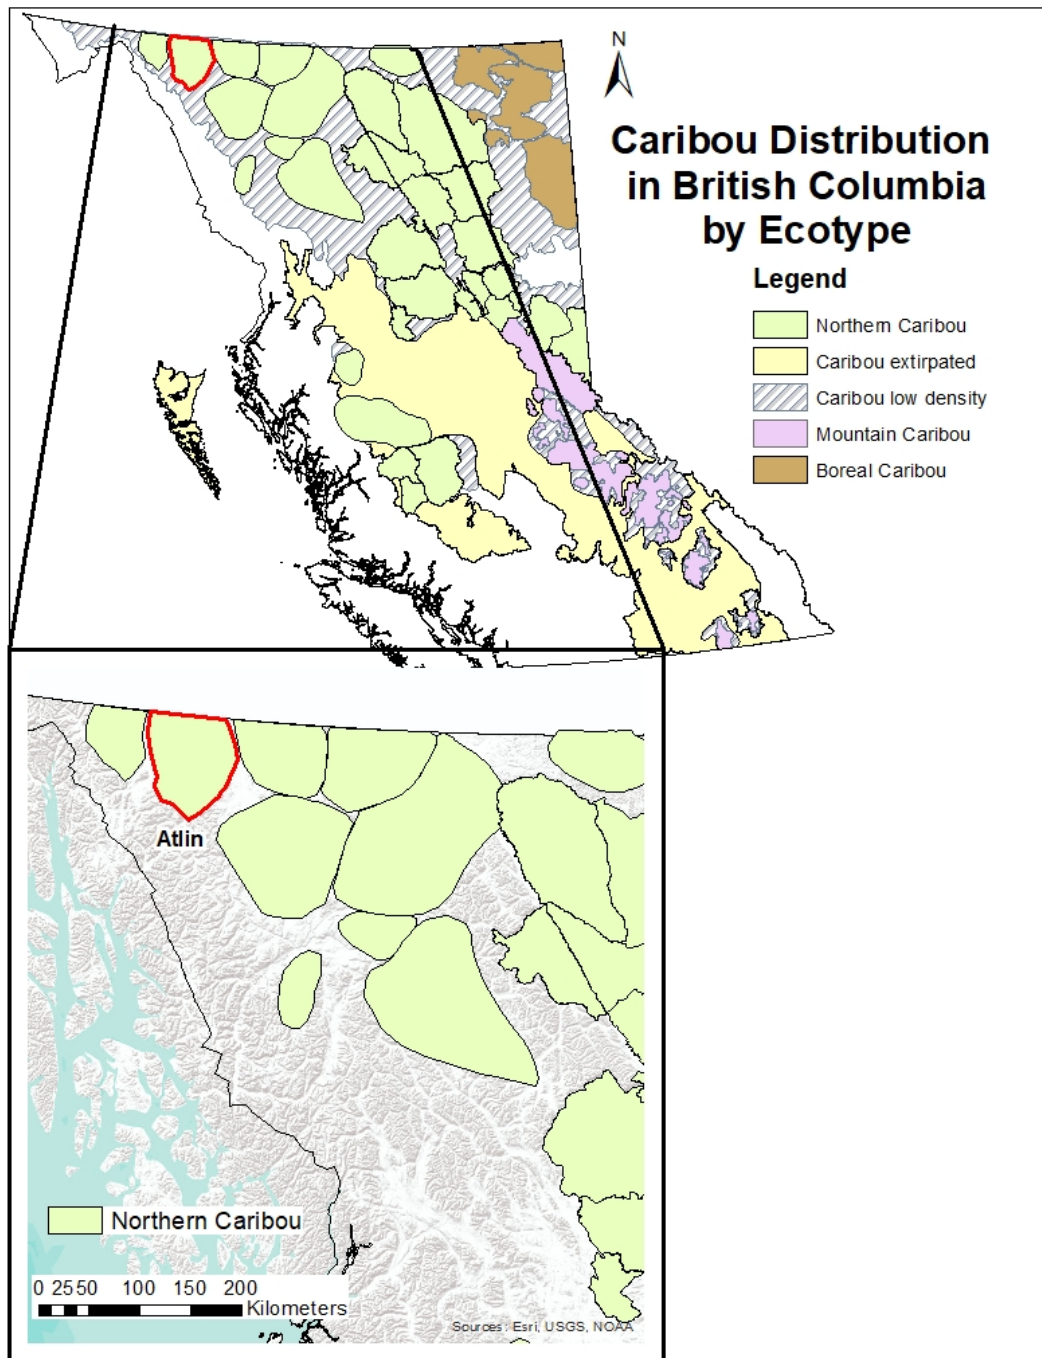 N
Caribou Distribution
in British Columbia
by Ecotype
Legend
Northern Caribou
Caribou extirpated
Caribou low density
Mountain Caribou
Boreal Caribou
Atlin
Northern Caribou
0 25 50 100 150 200
Kilometers
Sources: Esri, USGS, NOAA